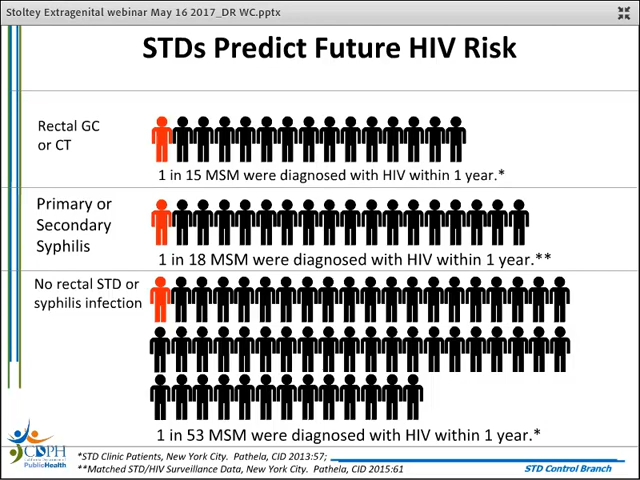 Stoltey Extragenital webinar May 16 2017_DR WC.pptx
STDs Predict Future HIV Risk
Rectal GC
or CT
1 in 15 MSM were diagnosed with HIV within 1 year.*
Primary or
Secondary
Syphilis
1 in 18 MSM were diagnosed with HIV within 1 year.**
No rectal STD or
syphilis infection
1 in 53 MSM were diagnosed with HIV within 1 year.*
CDPH
PublicHealth
*STD Clinic Patients, New York City. Pathela, CID 2013:57;
**Matched STD/HIV Surveillance Data, New York City. Pathela, CID 2015:61
STD Control Branch